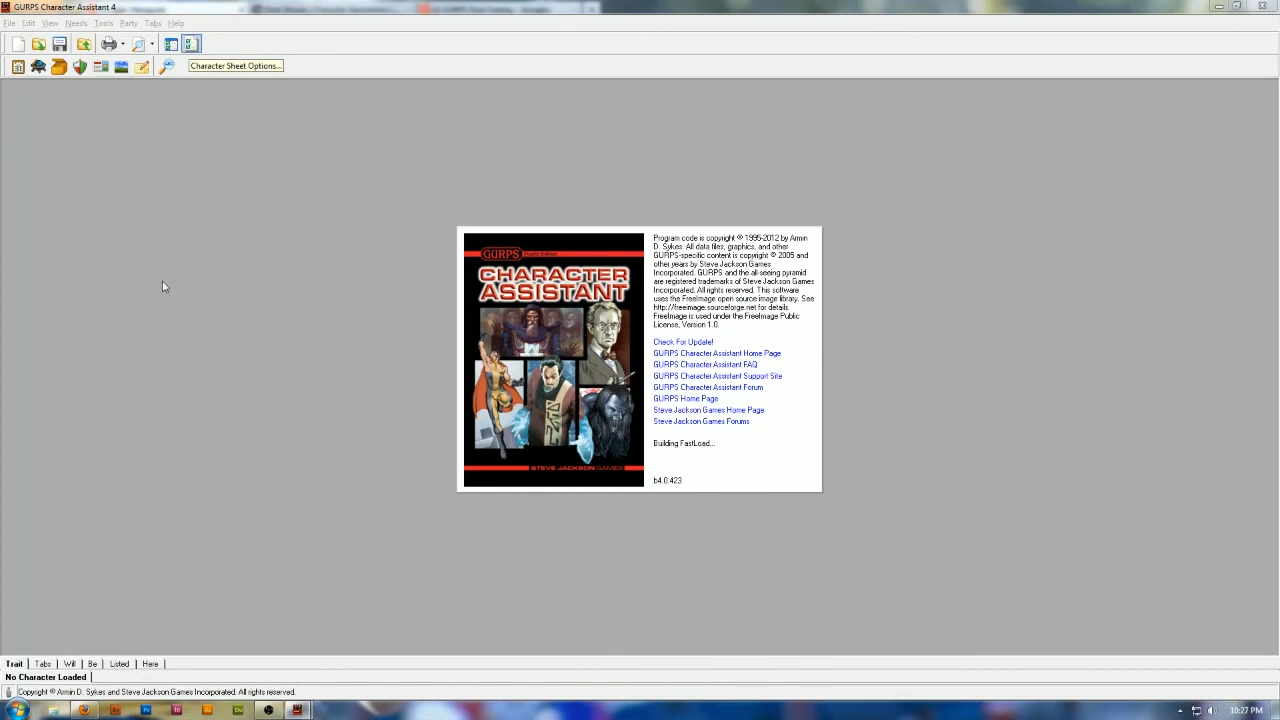 GURPS Character Assistant 4
File Edit View Needs Tools Party Tabs Help
Character Sheet Options...
GURPS Fourth Edition
CHARACTER
ASSISTANT
STEVE JACKSON GAMES
Program code is copyright © 1995-2012 by Armin
D. Sykes. All data files, graphics, and other
GURPS-specific content is copyright © 2005 and
other years by Steve Jackson Games
Incorporated. GURPS and the all-seeing pyramid
are registered trademarks of Steve Jackson Games
Incorporated. All rights reserved. This software
uses the FreeImage open source image library. See
http://freeimage.sourceforge.net for details.
FreeImage is used under the FreeImage Public
License, Version 1.0.
Check For Update!
GURPS Character Assistant Home Page
GURPS Character Assistant FAQ
GURPS Character Assistant Support Site
GURPS Character Assistant Forum
GURPS Home Page
Steve Jackson Games Home Page
Steve Jackson Games Forums
Building FastLoad...
b4.0.423
Trait Tabs Will Be Listed Here
No Character Loaded
Copyright © Armin D. Sykes and Steve Jackson Games Incorporated. All rights reserved.
Br Ps Id Ai Dw
10:27 PM